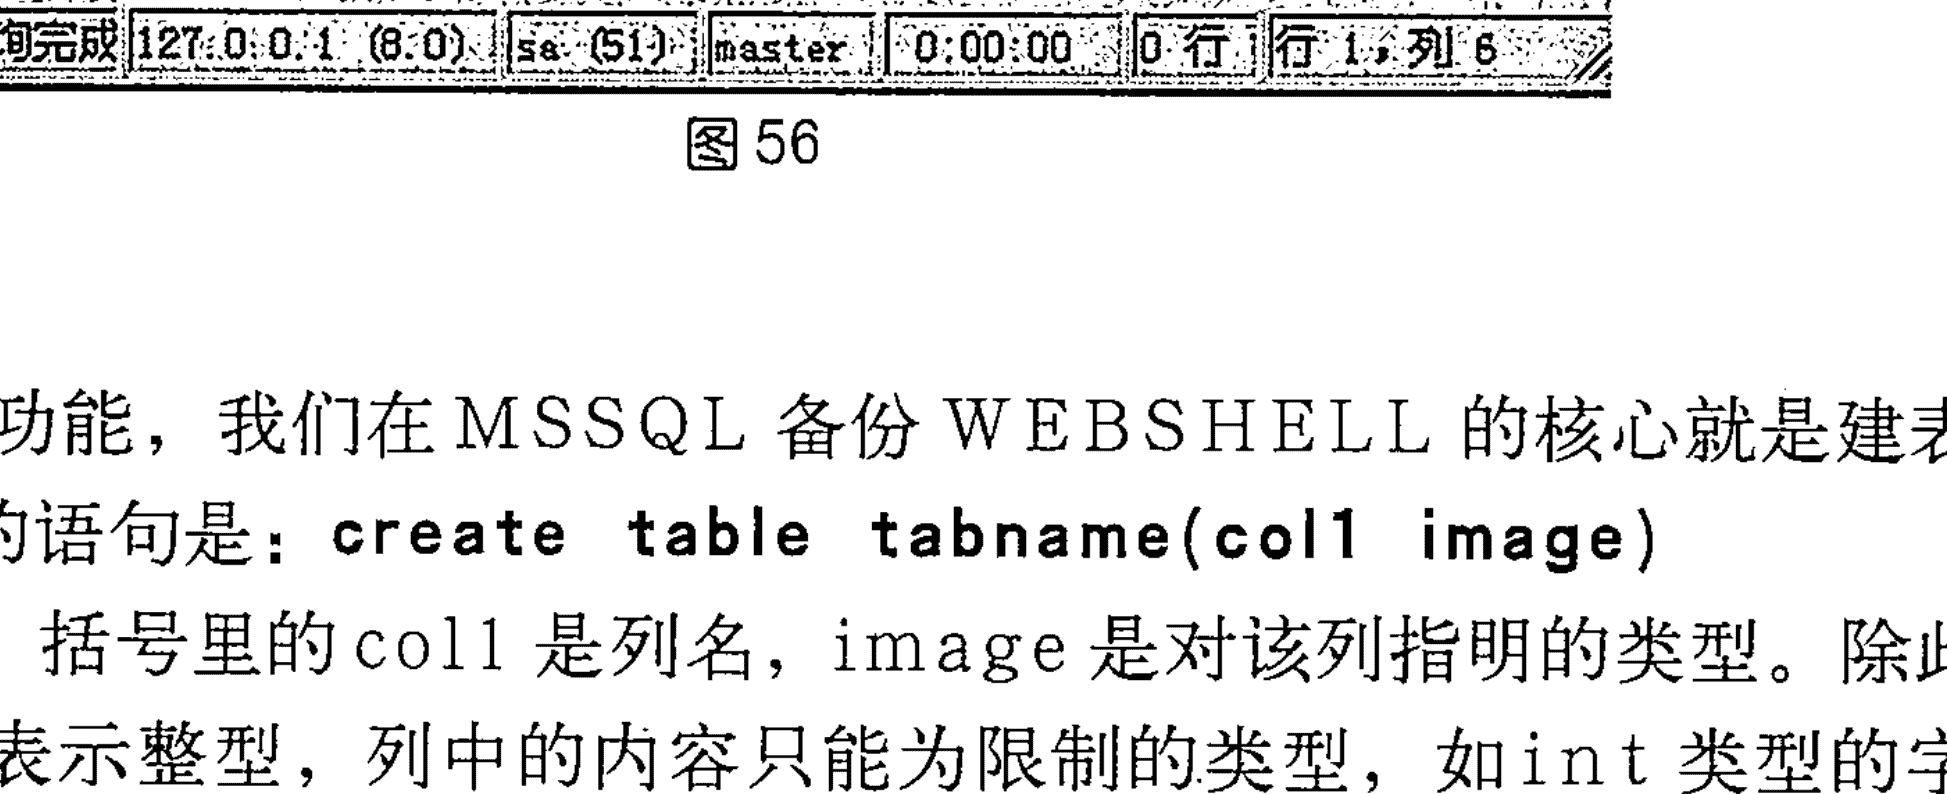 询完成 127.0.0.1 (8.0) sa (51) master 0:00:00 0 行 行 1，列 6
图 56
功能，我们在 MSSQL 备份 WEBSHELL 的核心就是建表
的语句是：create table tabname(col1 image)
括号里的 col1 是列名，image 是对该列指明的类型。除此
表示整型，列中的内容只能为限制的类型，如 int 类型的字